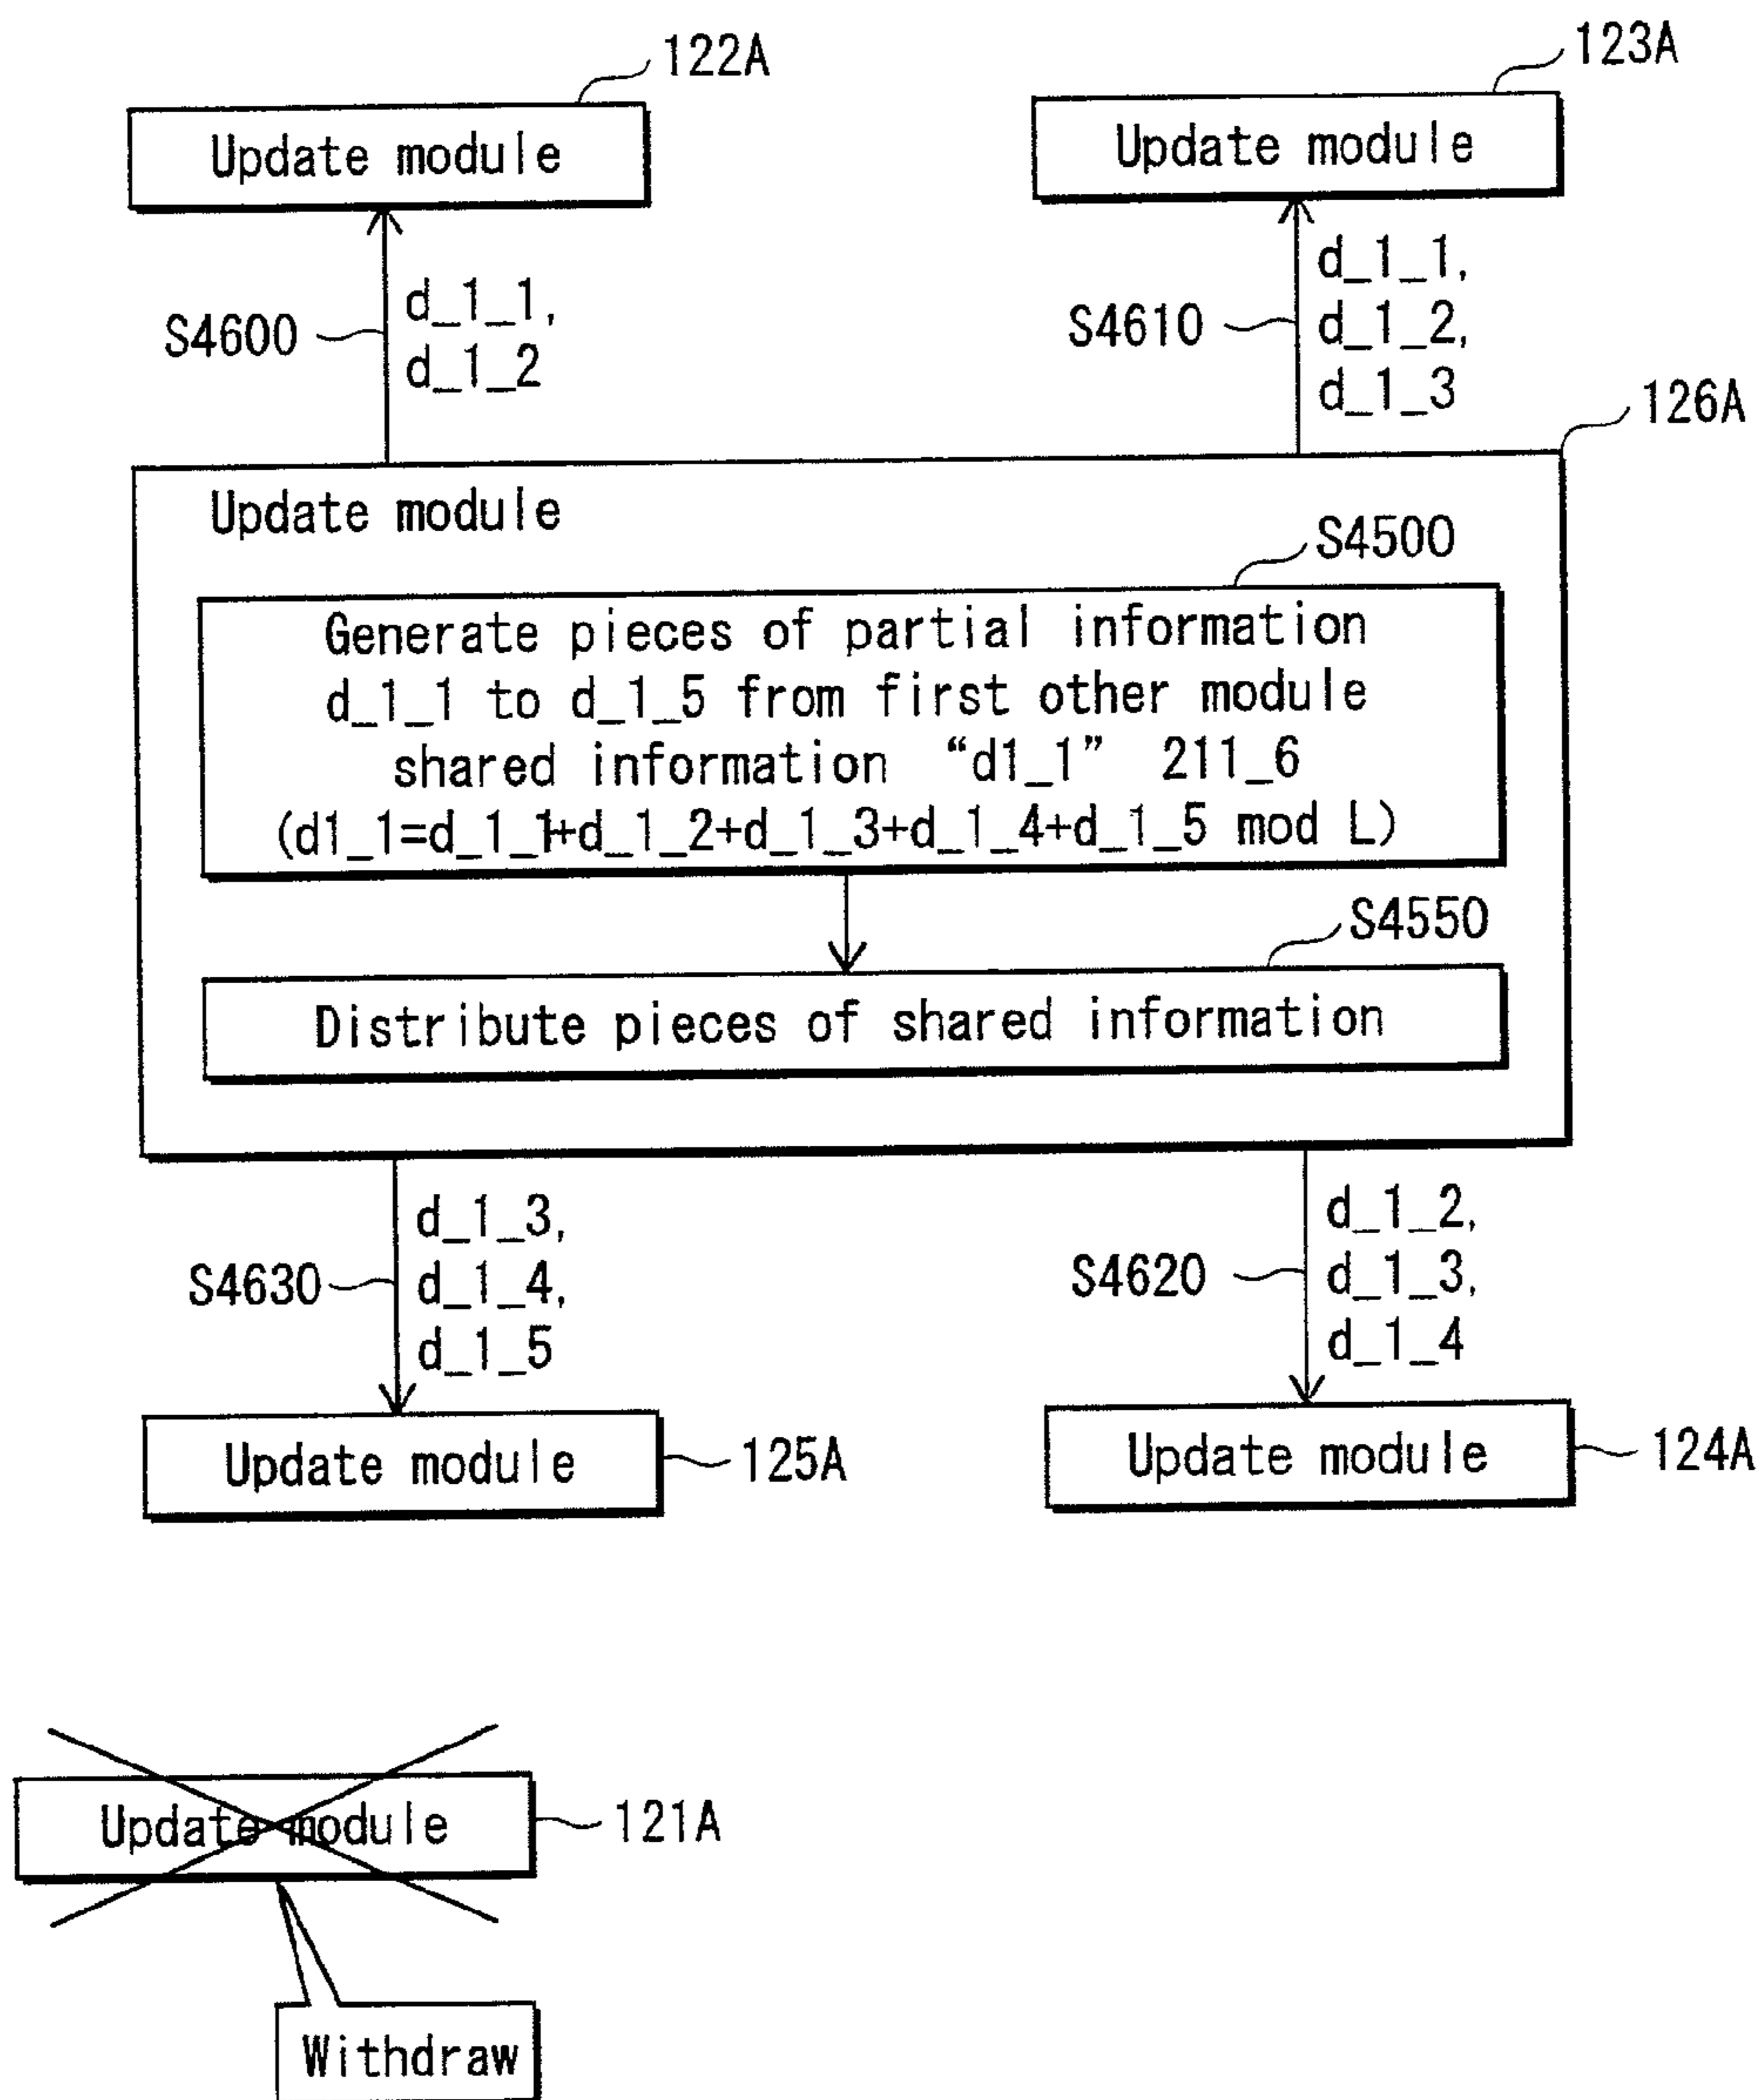 122A
123A
Update module
Update module
S4600
d_1_1,
d_1_2
S4610
d_1_1,
d_1_2,
d_1_3
126A
Update module
S4500
Generate pieces of partial information
d_1_1 to d_1_5 from first other module
shared information “d1_1” 211_6
(d1_1=d_1_1+d_1_2+d_1_3+d_1_4+d_1_5 mod L)
S4550
Distribute pieces of shared information
S4630
d_1_3,
d_1_4,
d_1_5
S4620
d_1_2,
d_1_3,
d_1_4
Update module
125A
Update module
124A
Update module
121A
Withdraw